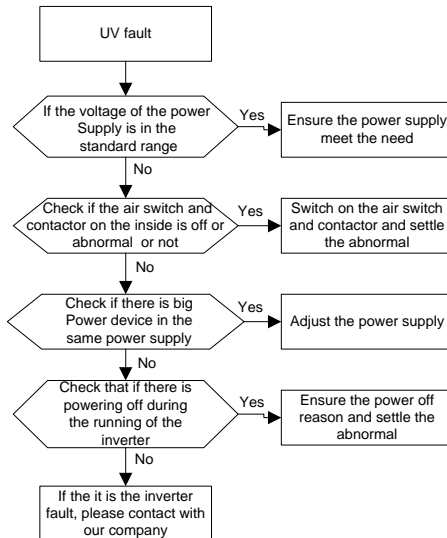 UV fault
If the voltage of the power
Supply is in the
standard range
Yes
Ensure the power supply
meet the need
No
Check if the air switch and
contactor on the inside is off or
abnormal or not
Yes
Switch on the air switch
and contactor and settle
the abnormal
No
Check if there is big
Power device in the
same power supply
Yes
Adjust the power supply
No
Check that if there is
powering off during
the running of the
inverter
Yes
Ensure the power off
reason and settle the
abnormal
No
If the it is the inverter
fault, please contact with
our company